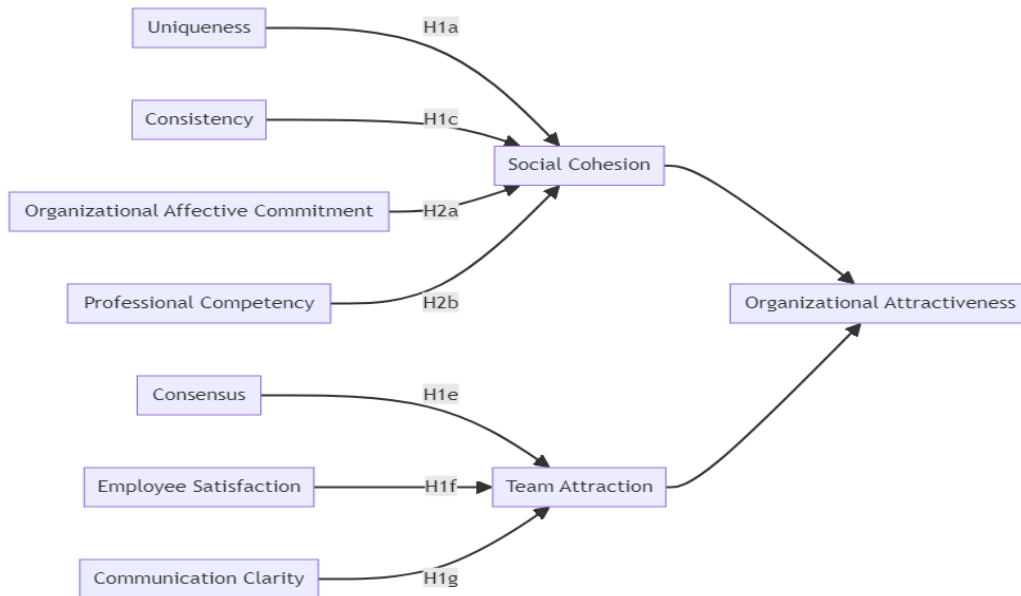 Uniqueness
H1a
Consistency
H1c
Social Cohesion
Organizational Affective Commitment
H2a
Professional Competency
H2b
Organizational Attractiveness
Consensus
H1e
Employee Satisfaction
H1f
Team Attraction
Communication Clarity
H1g